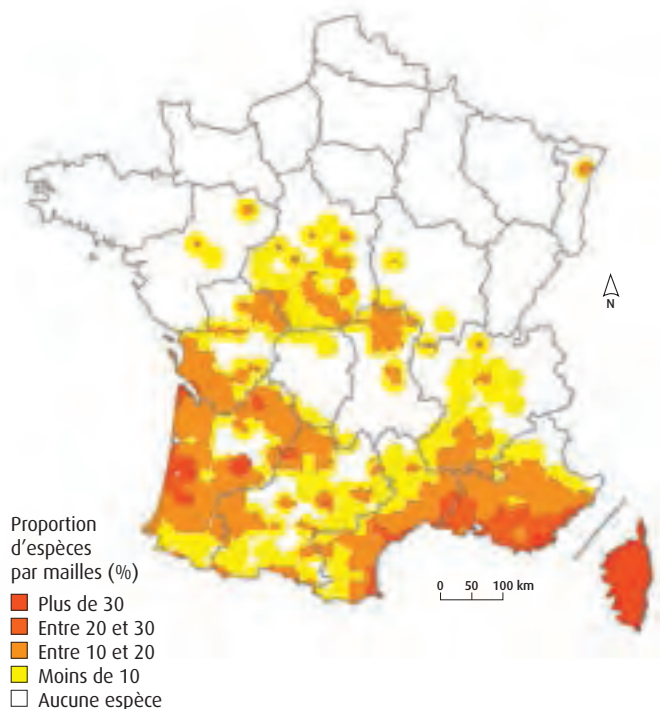 N
0 50 100 km
Proportion
d'espèces
par mailles (%)
Plus de 30
Entre 20 et 30
Entre 10 et 20
Moins de 10
Aucune espèce